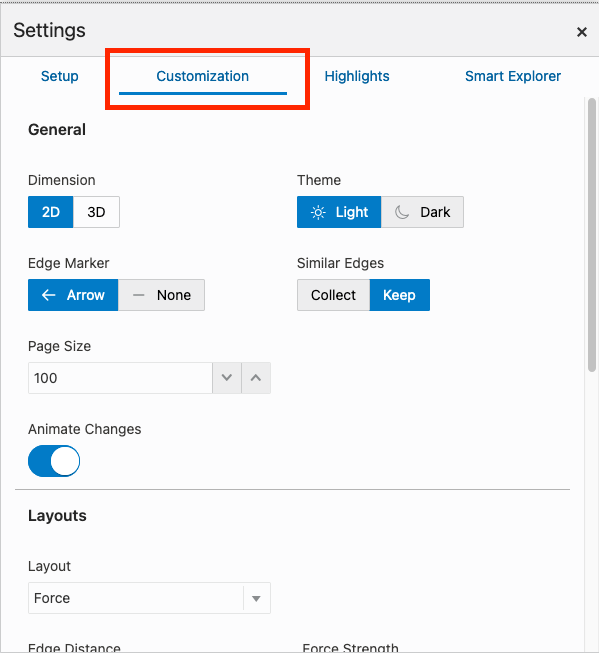 Settings
Setup Customization Highlights Smart Explorer
General
Dimension Theme
2D 3D Light Dark
Edge Marker Similar Edges
Arrow None Collect Keep
Page Size
100
Animate Changes
Layouts
Layout
Force
Edge Distance Force Strength